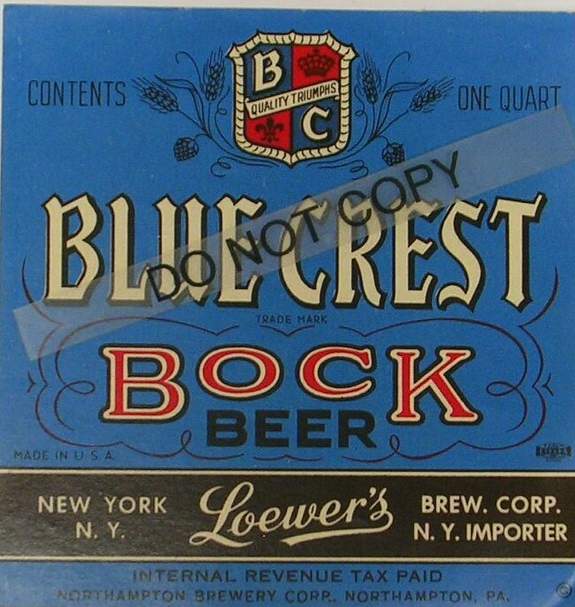 B
QUALITY TRIUMPHS
C
CONTENTS
ONE QUART
BLUE CREST
DO NOT COPY
TRADE MARK
BOCK
BEER
MADE IN U.S.A.
NEW YORK
N. Y.
Loewer's
BREW. CORP.
N. Y. IMPORTER
INTERNAL REVENUE TAX PAID
NORTHAMPTON BREWERY CORP., NORTHAMPTON, PA.
©